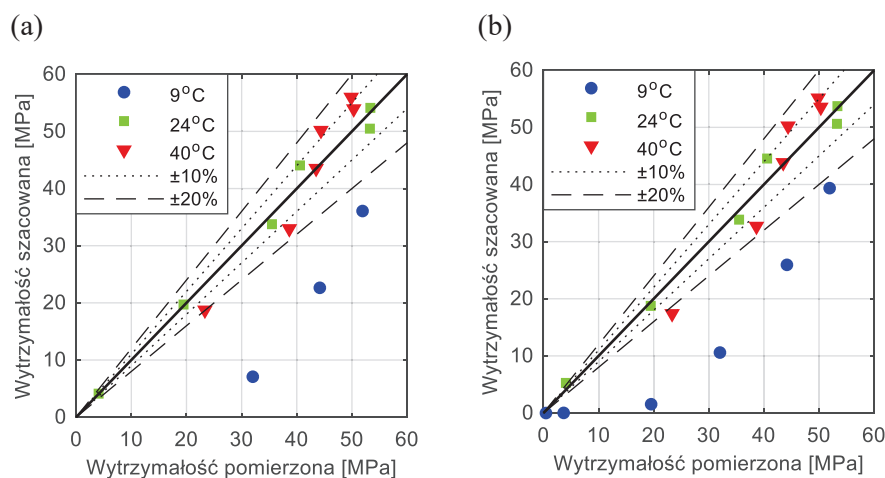 (a)
60
50
40
30
20
10
0
Wytrzymałość szacowana [MPa]
9°C
24°C
40°C
±10%
±20%
0 10 20 30 40 50 60
Wytrzymałość pomierzona [MPa]
(b)
60
50
40
30
20
10
0
Wytrzymałość szacowana [MPa]
9°C
24°C
40°C
±10%
±20%
0 10 20 30 40 50 60
Wytrzymałość pomierzona [MPa]